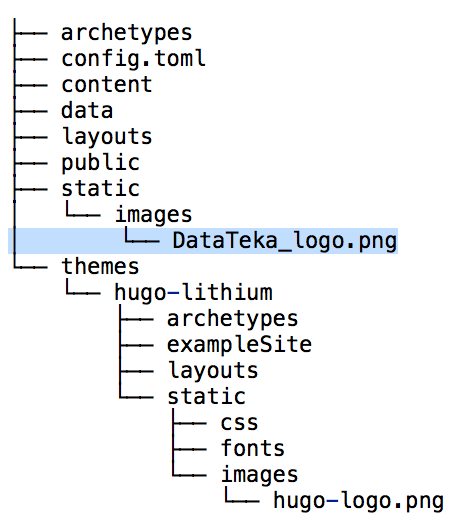 ├── archetypes
├── config.toml
├── content
├── data
├── layouts
├── public
├── static
│   └── images
│       └── DataTeka_logo.png
└── themes
    └── hugo-lithium
        ├── archetypes
        ├── exampleSite
        ├── layouts
        └── static
            ├── css
            ├── fonts
            └── images
                └── hugo-logo.png